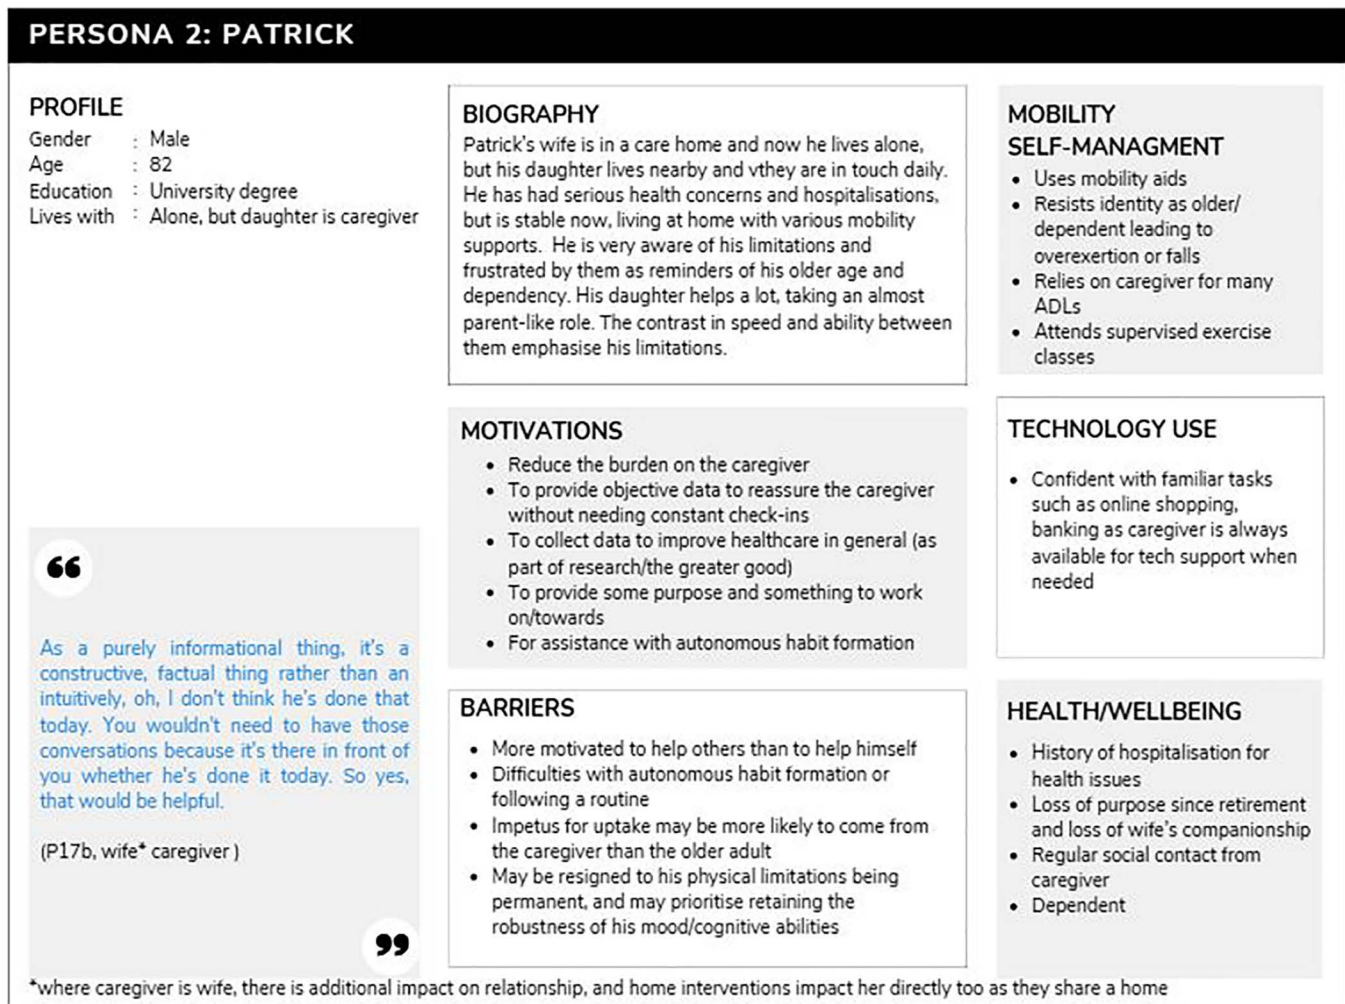 PERSONA 2: PATRICK
PROFILE
Gender : Male
Age : 82
Education : University degree
Lives with : Alone, but daughter is caregiver
“
As a purely informational thing, it's a
constructive, factual thing rather than an
intuitively, oh, I don't think he's done that
today. You wouldn't need to have those
conversations because it's there in front of
you whether he's done it today. So yes,
that would be helpful.
(P17b, wife* caregiver )
”
BIOGRAPHY
Patrick's wife is in a care home and now he lives alone,
but his daughter lives nearby and vthey are in touch daily.
He has had serious health concerns and hospitalisations,
but is stable now, living at home with various mobility
supports. He is very aware of his limitations and
frustrated by them as reminders of his older age and
dependency. His daughter helps a lot, taking an almost
parent-like role. The contrast in speed and ability between
them emphasise his limitations.
MOTIVATIONS
• Reduce the burden on the caregiver
• To provide objective data to reassure the caregiver
without needing constant check-ins
• To collect data to improve healthcare in general (as
part of research/the greater good)
• To provide some purpose and something to work
on/towards
• For assistance with autonomous habit formation
BARRIERS
• More motivated to help others than to help himself
• Difficulties with autonomous habit formation or
following a routine
• Impetus for uptake may be more likely to come from
the caregiver than the older adult
• May be resigned to his physical limitations being
permanent, and may prioritise retaining the
robustness of his mood/cognitive abilities
MOBILITY
SELF-MANAGMENT
• Uses mobility aids
• Resists identity as older/
dependent leading to
overexertion or falls
• Relies on caregiver for many
ADLs
• Attends supervised exercise
classes
TECHNOLOGY USE
• Confident with familiar tasks
such as online shopping,
banking as caregiver is always
available for tech support when
needed
HEALTH/WELLBEING
• History of hospitalisation for
health issues
• Loss of purpose since retirement
and loss of wife's companionship
• Regular social contact from
caregiver
• Dependent
*where caregiver is wife, there is additional impact on relationship, and home interventions impact her directly too as they share a home